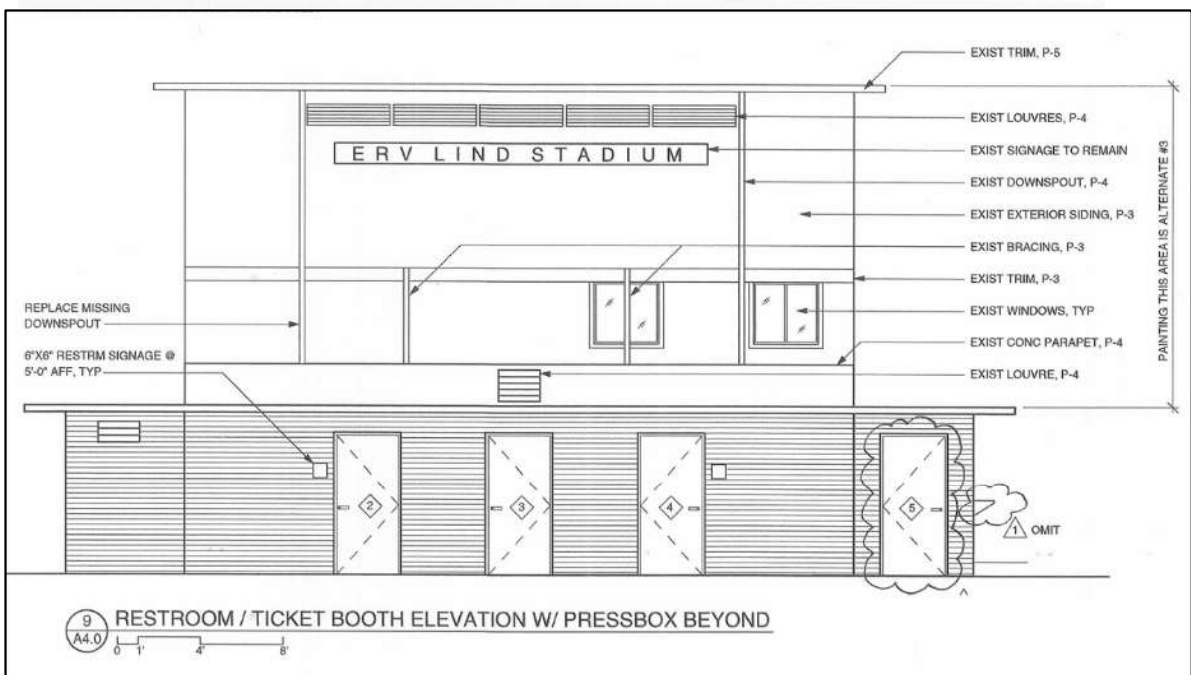 EXIST TRIM, P-5
EXIST LOUVRES, P-4
ERV LIND STADIUM
EXIST SIGNAGE TO REMAIN
EXIST DOWNSPOUT, P-4
EXIST EXTERIOR SIDING, P-3
EXIST BRACING, P-3
EXIST TRIM, P-3
REPLACE MISSING
DOWNSPOUT
EXIST WINDOWS, TYP
EXIST CONC PARAPET, P-4
6"X6" RESTRM SIGNAGE @
5'-0" AFF, TYP
EXIST LOUVRE, P-4
PAINTING THIS AREA IS ALTERNATE #3
2
3
4
5
1 OMIT
9
A4.0
RESTROOM / TICKET BOOTH ELEVATION W/ PRESSBOX BEYOND
0 1' 4' 8'